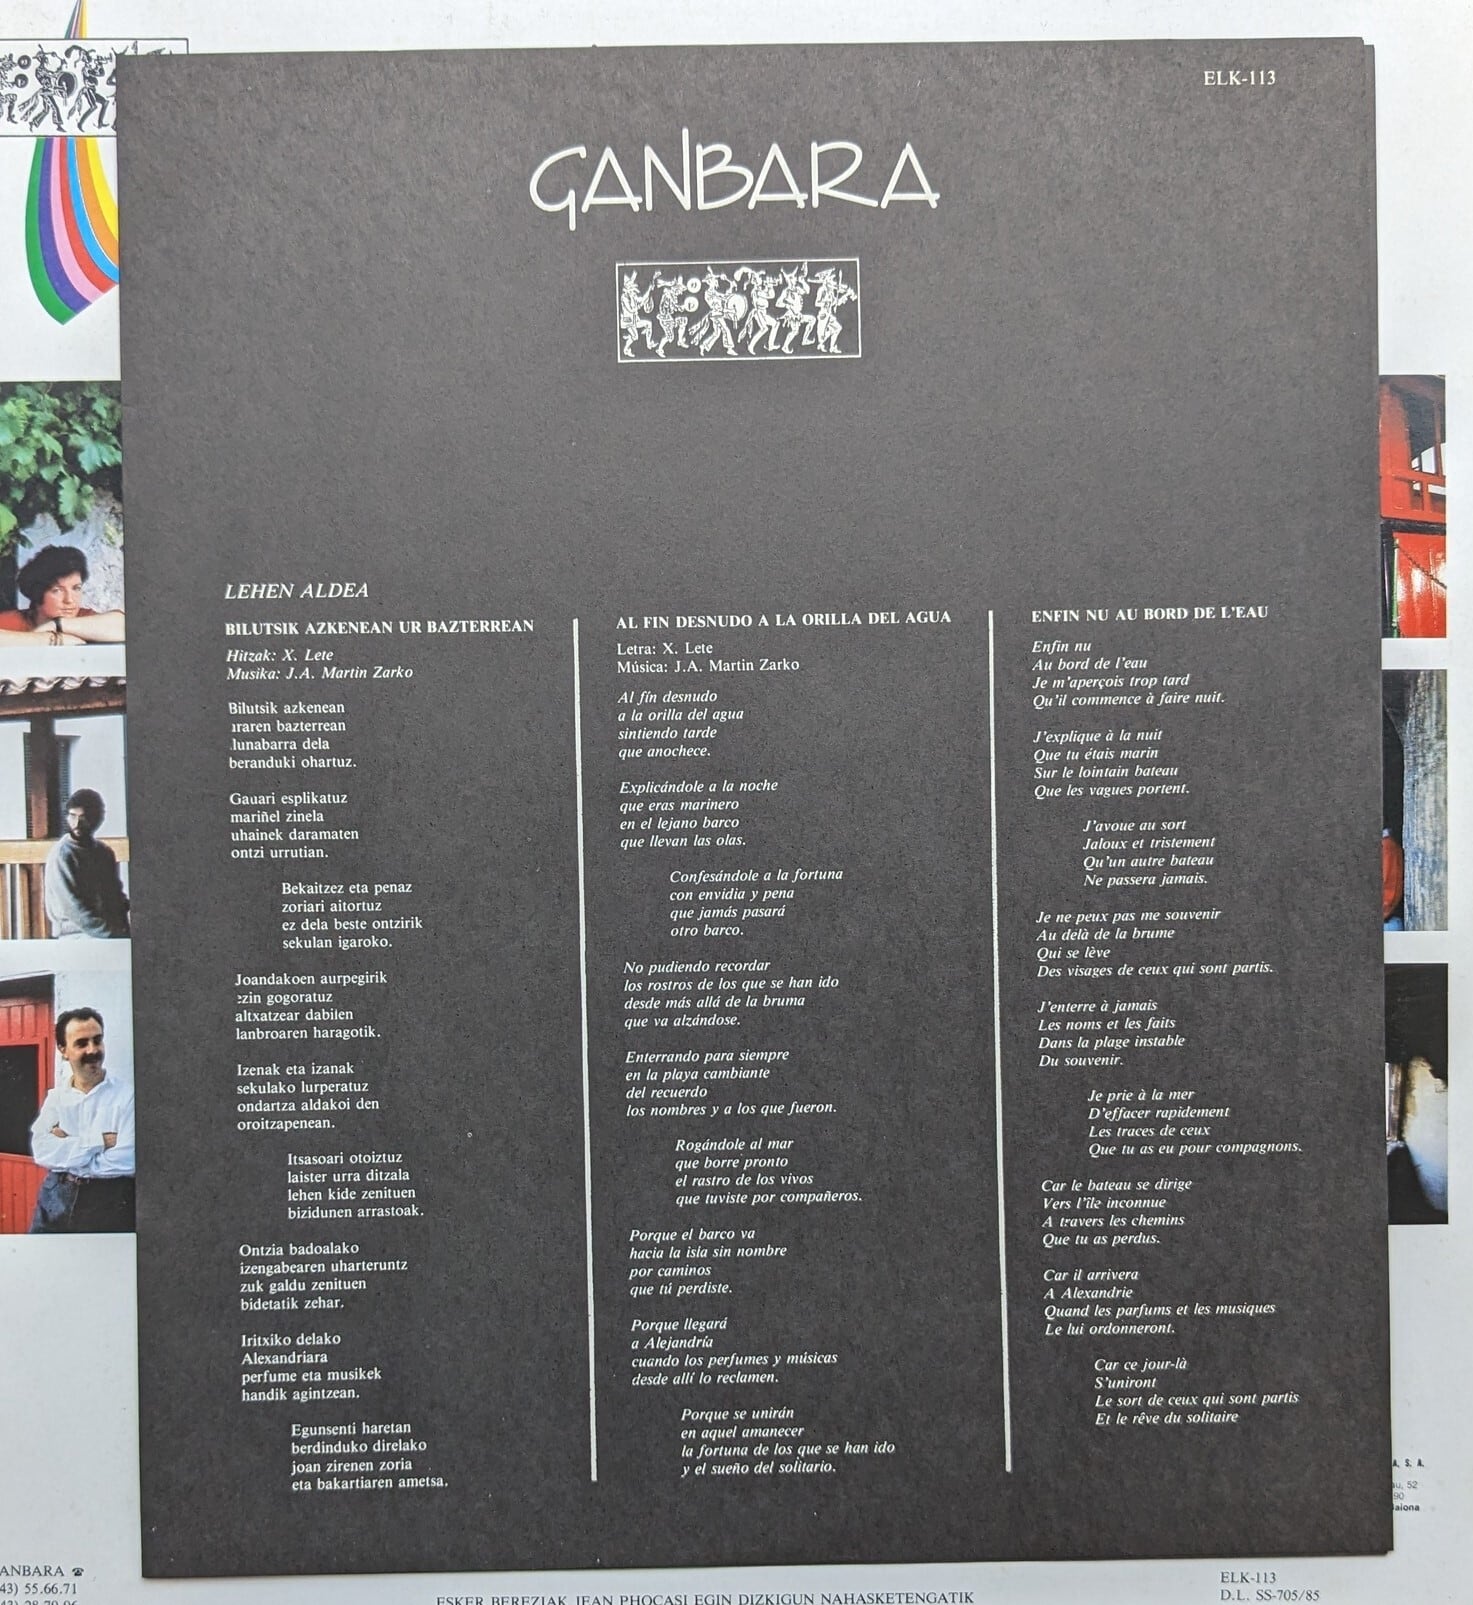 ELK-113
GANBARA
LEHEN ALDEA
BILUTSIK AZKENEAN UR BAZTERREAN
Hitzak: X. Lete
Musika: J.A. Martin Zarko
Bilutsik azkenean
uraren bazterrean
ilunabarra dela
beranduki ohartuz.
Gauari esplikatuz
mariñel zinela
uhainek daramaten
ontzi urrutian.
Bekaitzez eta penaz
zoriari aitortuz
ez dela beste ontzirik
sekulan igaroko.
Joandakoen aurpegirik
ezin gogoratuz
altxatzear dabilen
lanbroaren haragotik.
Izenak eta izanak
sekulako lurperatuz
ondartza aldakoi den
oroitzapenean.
Itsasoari otoiztuz
laister urra ditzala
lehen kide zenituen
bizidunen arrastoak.
Ontzia badoalako
izengabearen uharteruntz
zuk galdu zenituen
bidetatik zehar.
Iritxiko delako
Alexandriara
perfume eta musikek
handik agintzean.
Egunsenti haretan
berdinduko direlako
joan zirenen zoria
eta bakartiaren ametsa.
AL FIN DESNUDO A LA ORILLA DEL AGUA
Letra: X. Lete
Música: J.A. Martin Zarko
Al fín desnudo
a la orilla del agua
sintiendo tarde
que anochece.
Explicándole a la noche
que eras marinero
en el lejano barco
que llevan las olas.
Confesándole a la fortuna
con envidia y pena
que jamás pasará
otro barco.
No pudiendo recordar
los rostros de los que se han ido
desde más allá de la bruma
que va alzándose.
Enterrando para siempre
en la playa cambiante
del recuerdo
los nombres y a los que fueron.
Rogándole al mar
que borre pronto
el rastro de los vivos
que tuviste por compañeros.
Porque el barco va
hacia la isla sin nombre
por caminos
que tú perdiste.
Porque llegará
a Alejandría
cuando los perfumes y músicas
desde allí lo reclamen.
Porque se unirán
en aquel amanecer
la fortuna de los que se han ido
y el sueño del solitario.
ENFIN NU AU BORD DE L'EAU
Enfin nu
Au bord de l'eau
Je m'aperçois trop tard
Qu'il commence à faire nuit.
J'explique à la nuit
Que tu étais marin
Sur le lointain bateau
Que les vagues portent.
J'avoue au sort
Jaloux et tristement
Qu'un autre bateau
Ne passera jamais.
Je ne peux pas me souvenir
Au delà de la brume
Qui se lève
Des visages de ceux qui sont partis.
J'enterre à jamais
Les noms et les faits
Dans la plage instable
Du souvenir.
Je prie à la mer
D'effacer rapidement
Les traces de ceux
Que tu as eu pour compagnons.
Car le bateau se dirige
Vers l'île inconnue
A travers les chemins
Que tu as perdus.
Car il arrivera
A Alexandrie
Quand les parfums et les musiques
Le lui ordonneront.
Car ce jour-là
S'uniront
Le sort de ceux qui sont partis
Et le rêve du solitaire
A, S. A.
52
90
ANBARA ☎
43) 55.66.71
ESKER BEREZIAK JEAN PHOCASI EGIN DIZKIGUN NAHASKETENGATIK
ELK-113
D.L. SS-705/85